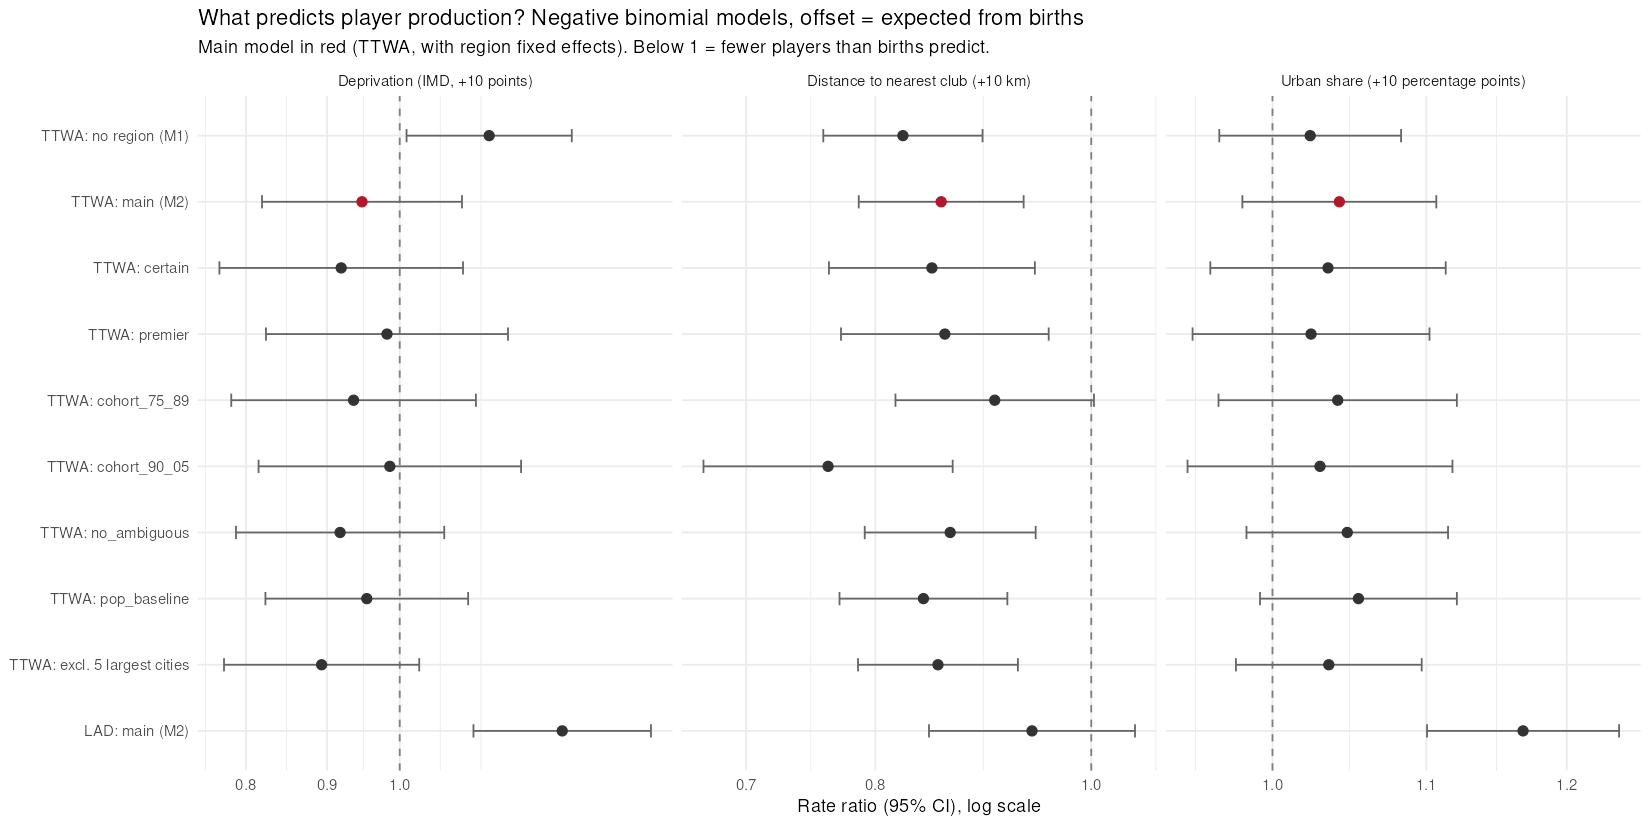 What predicts player production? Negative binomial models, offset = expected from births
Main model in red (TTWA, with region fixed effects). Below 1 = fewer players than births predict.
Deprivation (IMD, +10 points)
Distance to nearest club (+10 km)
Urban share (+10 percentage points)
TTWA: no region (M1)
TTWA: main (M2)
TTWA: certain
TTWA: premier
TTWA: cohort_75_89
TTWA: cohort_90_05
TTWA: no_ambiguous
TTWA: pop_baseline
TTWA: excl. 5 largest cities
LAD: main (M2)
0.8 0.9 1.0
0.7 0.8 1.0
1.0 1.1 1.2
Rate ratio (95% CI), log scale